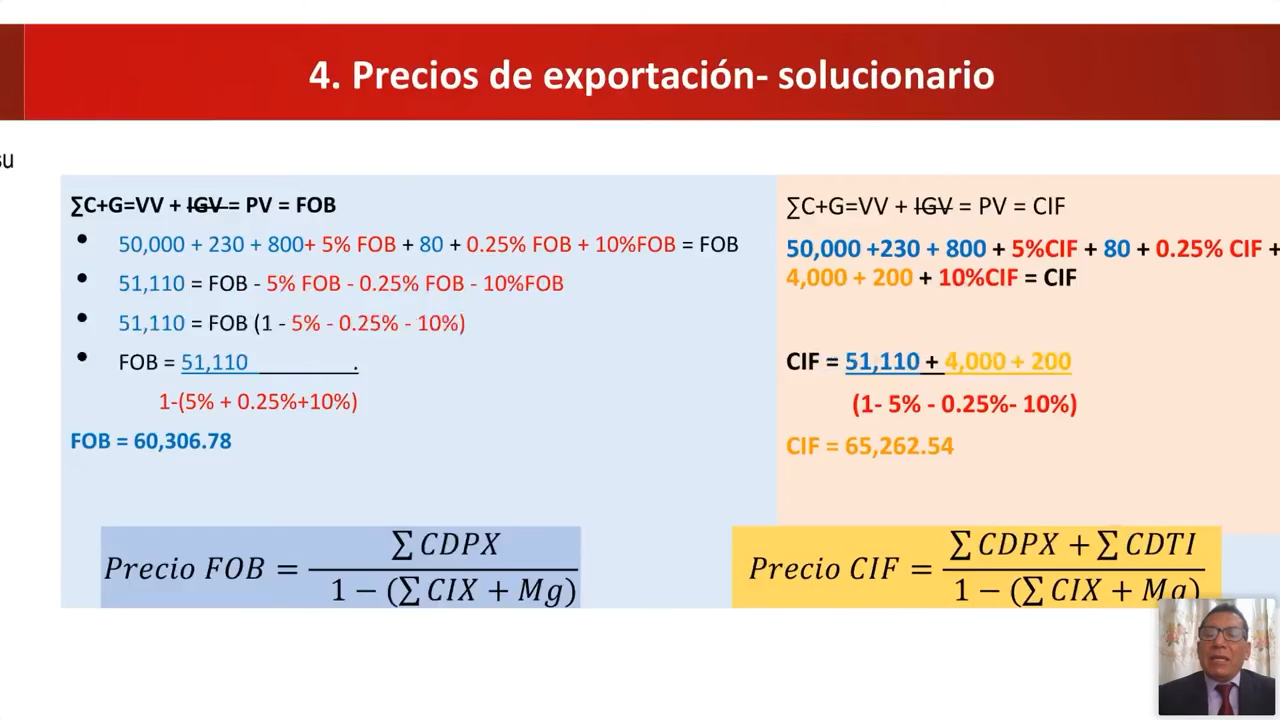 4. Precios de exportación- solucionario
su
∑C+G=VV + IGV = PV = FOB
• 50,000 + 230 + 800+ 5% FOB + 80 + 0.25% FOB + 10%FOB = FOB
• 51,110 = FOB - 5% FOB - 0.25% FOB - 10%FOB
• 51,110 = FOB (1 - 5% - 0.25% - 10%)
• FOB = 51,110 .
1-(5% + 0.25%+10%)
FOB = 60,306.78
Precio FOB = ∑ CDPX / 1 − (∑ CIX + Mg)
∑C+G=VV + IGV = PV = CIF
50,000 +230 + 800 + 5%CIF + 80 + 0.25% CIF +
4,000 + 200 + 10%CIF = CIF
CIF = 51,110 + 4,000 + 200
(1- 5% - 0.25%- 10%)
CIF = 65,262.54
Precio CIF = ∑ CDPX + ∑ CDTI / 1 − (∑ CIX + Mg)